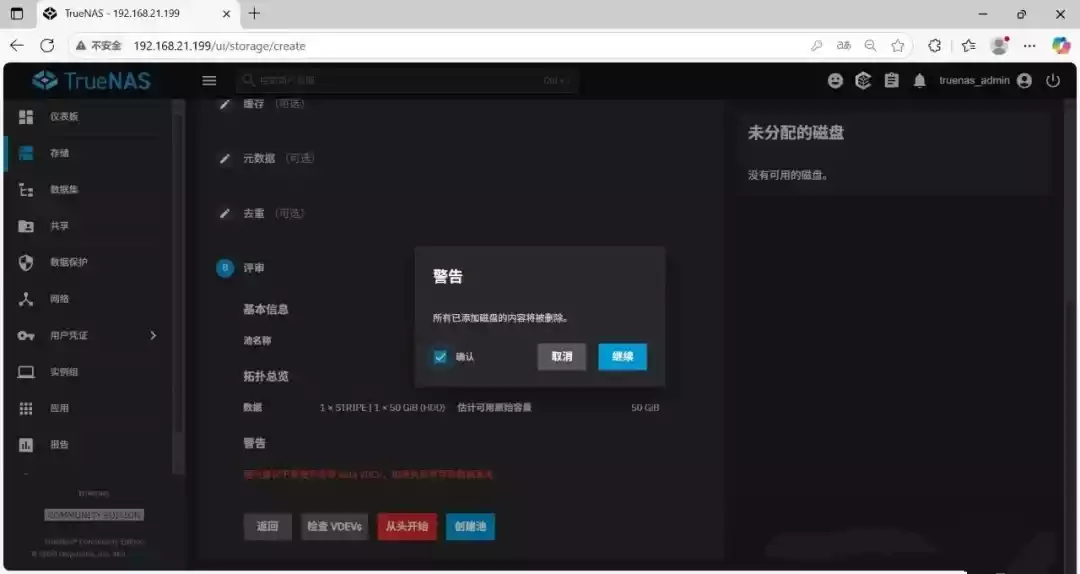 TrueNAS - 192.168.21.199
不安全 192.168.21.199/ui/storage/create
TrueNAS
truenas_admin
仪表板
存储
数据集
共享
数据保护
网络
用户凭证
实例组
应用
报告
TrueNAS
COMMUNITY EDITION
缓存 (可选)
元数据 (可选)
去重 (可选)
8 评审
基本信息
池名称
拓扑总览
数据 1 × STRIPE | 1 × 50 GiB (HDD) 估计可用原始容量 50 GiB
警告
返回 检查 VDEVs 从头开始 创建池
警告
所有已添加磁盘的内容将被删除。
确认 取消 继续
未分配的磁盘
没有可用的磁盘。